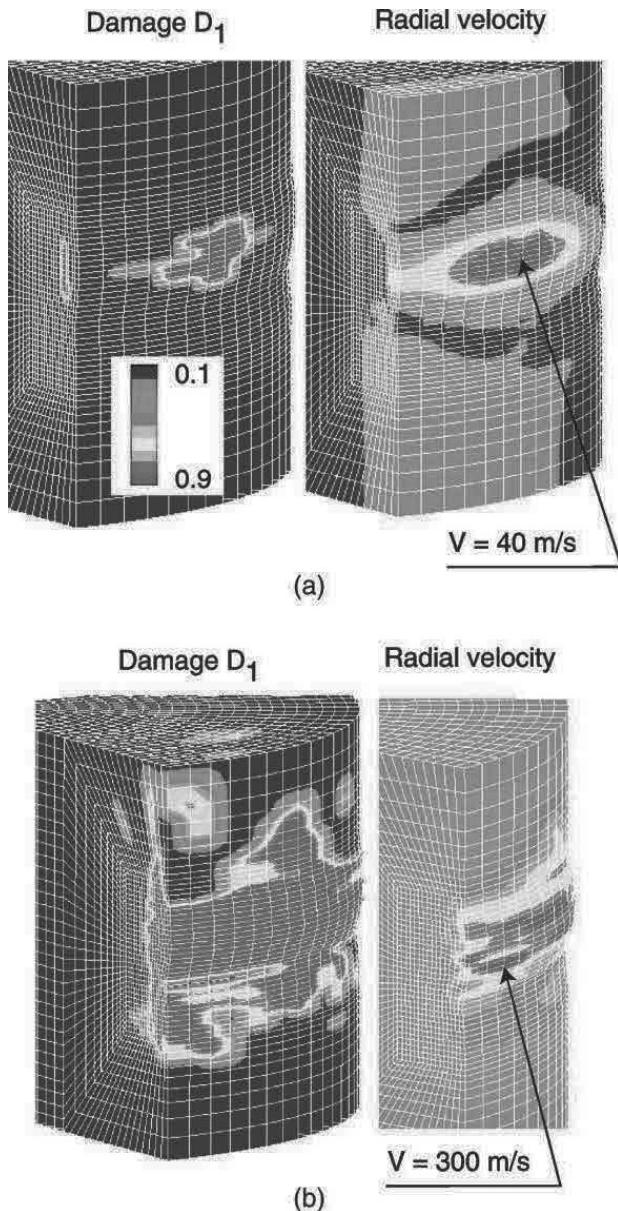 Damage D₁ Radial velocity
0.1
0.9
V = 40 m/s
(a)
Damage D₁ Radial velocity
V = 300 m/s
(b)